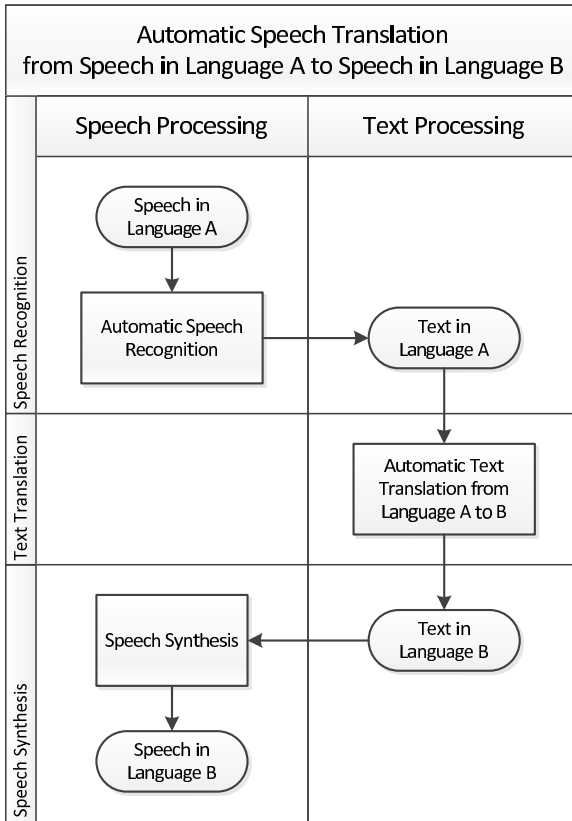 Automatic Speech Translation
from Speech in Language A to Speech in Language B
Speech Processing
Text Processing
Speech Recognition
Speech in
Language A
Automatic Speech
Recognition
Text in
Language A
Text Translation
Automatic Text
Translation from
Language A to B
Speech Synthesis
Text in
Language B
Speech Synthesis
Speech in
Language B